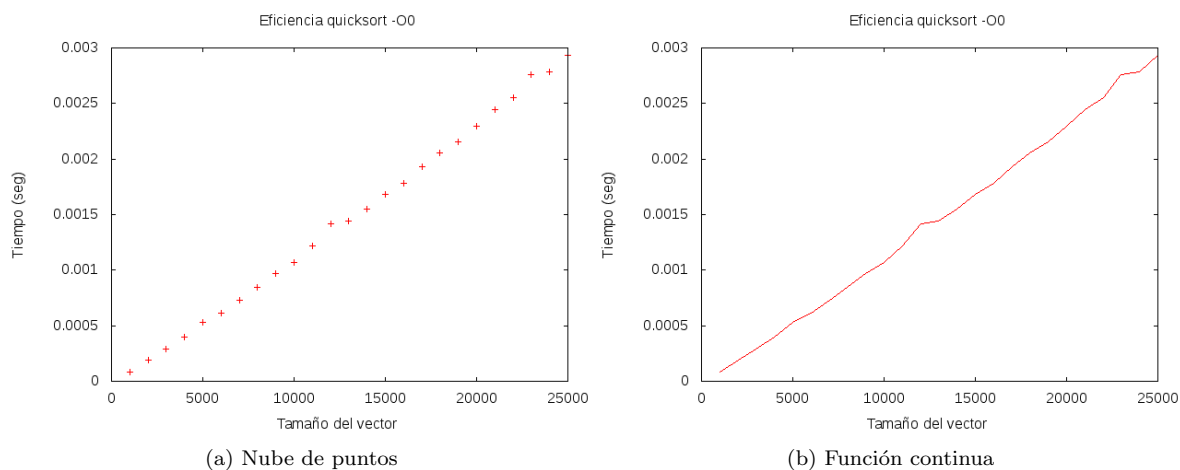 Eficiencia quicksort -O0
0.003
0.0025
0.002
0.0015
0.001
0.0005
0
Tiempo (seg)
0 5000 10000 15000 20000 25000
Tamaño del vector
(a) Nube de puntos
Eficiencia quicksort -O0
0.003
0.0025
0.002
0.0015
0.001
0.0005
0
Tiempo (seg)
0 5000 10000 15000 20000 25000
Tamaño del vector
(b) Función continua